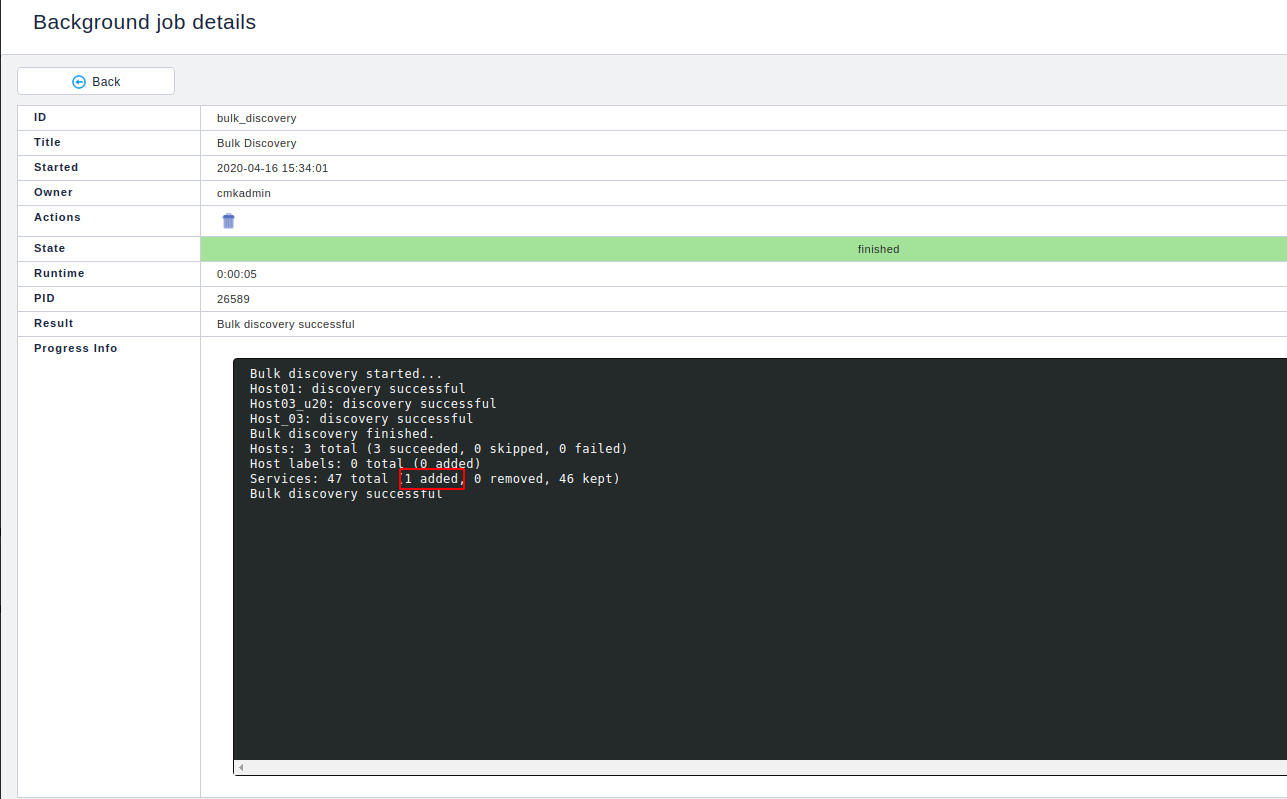 Background job details
Back
ID bulk_discovery
Title Bulk Discovery
Started 2020-04-16 15:34:01
Owner cmkadmin
Actions
State finished
Runtime 0:00:05
PID 26589
Result Bulk discovery successful
Progress Info
Bulk discovery started...
Host01: discovery successful
Host03_u20: discovery successful
Host_03: discovery successful
Bulk discovery finished.
Hosts: 3 total (3 succeeded, 0 skipped, 0 failed)
Host labels: 0 total (0 added)
Services: 47 total (1 added, 0 removed, 46 kept)
Bulk discovery successful